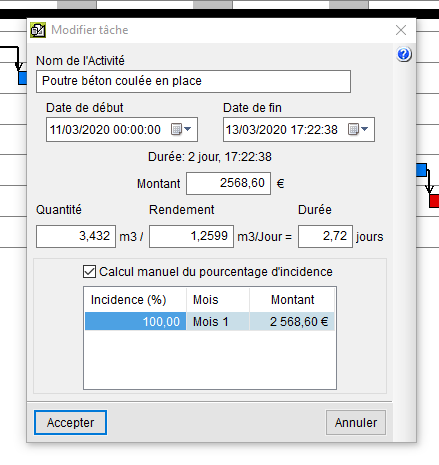 Modifier tâche
Nom de l'Activité
Poutre béton coulée en place
Date de début Date de fin
11/03/2020 00:00:00 13/03/2020 17:22:38
Durée: 2 jour, 17:22:38
Montant 2568,60 €
Quantité Rendement Durée
3,432 m3 / 1,2599 m3/Jour = 2,72 jours
Calcul manuel du pourcentage d'incidence
Incidence (%) Mois Montant
100,00 Mois 1 2 568,60 €
Accepter Annuler